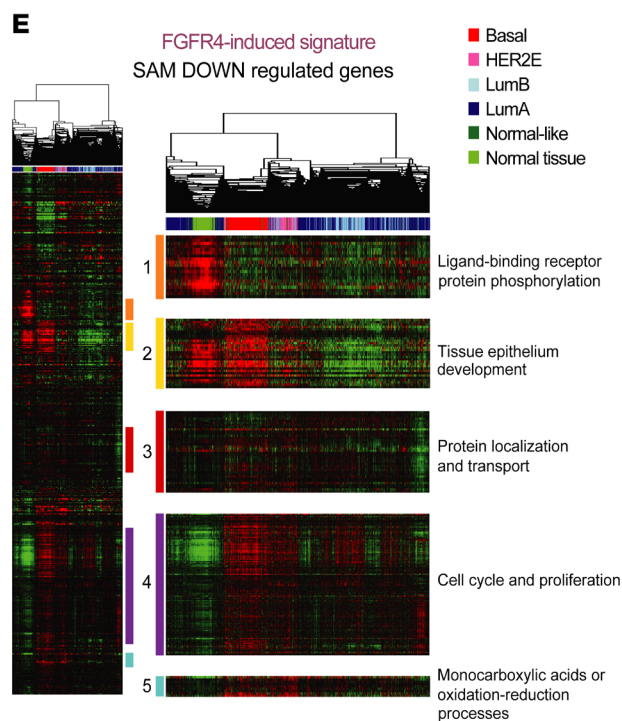 E
FGFR4-induced signature
SAM DOWN regulated genes
Basal
HER2E
LumB
LumA
Normal-like
Normal tissue
1
Ligand-binding receptor
protein phosphorylation
2
Tissue epithelium
development
3
Protein localization
and transport
4
Cell cycle and proliferation
5
Monocarboxylic acids or
oxidation-reduction
processes